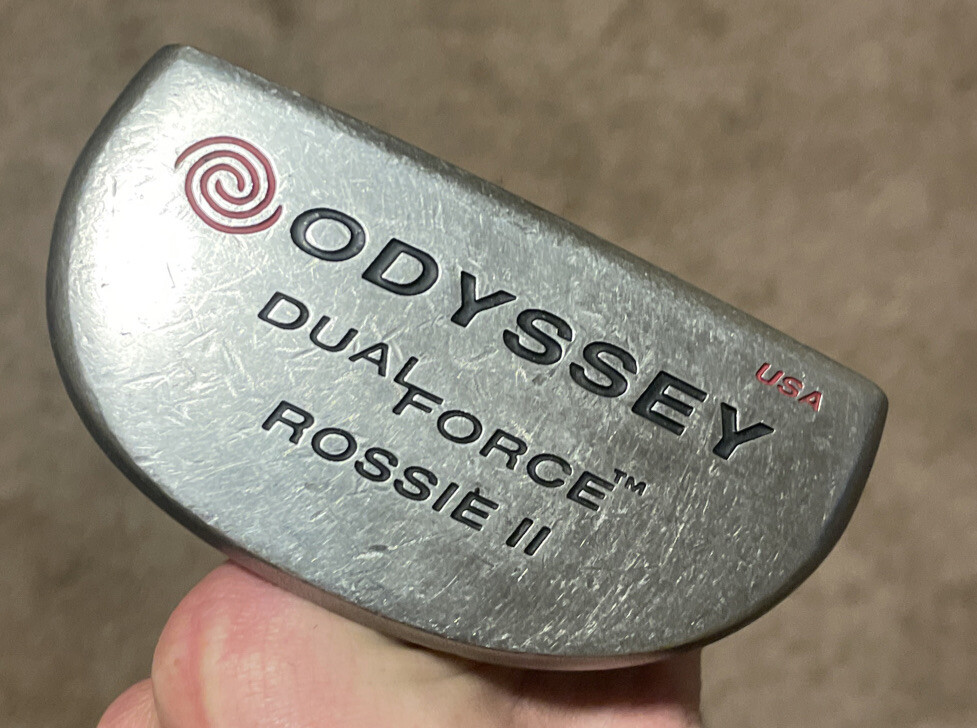 ODYSSEY
USA
DUAL FORCE™
ROSSIE II